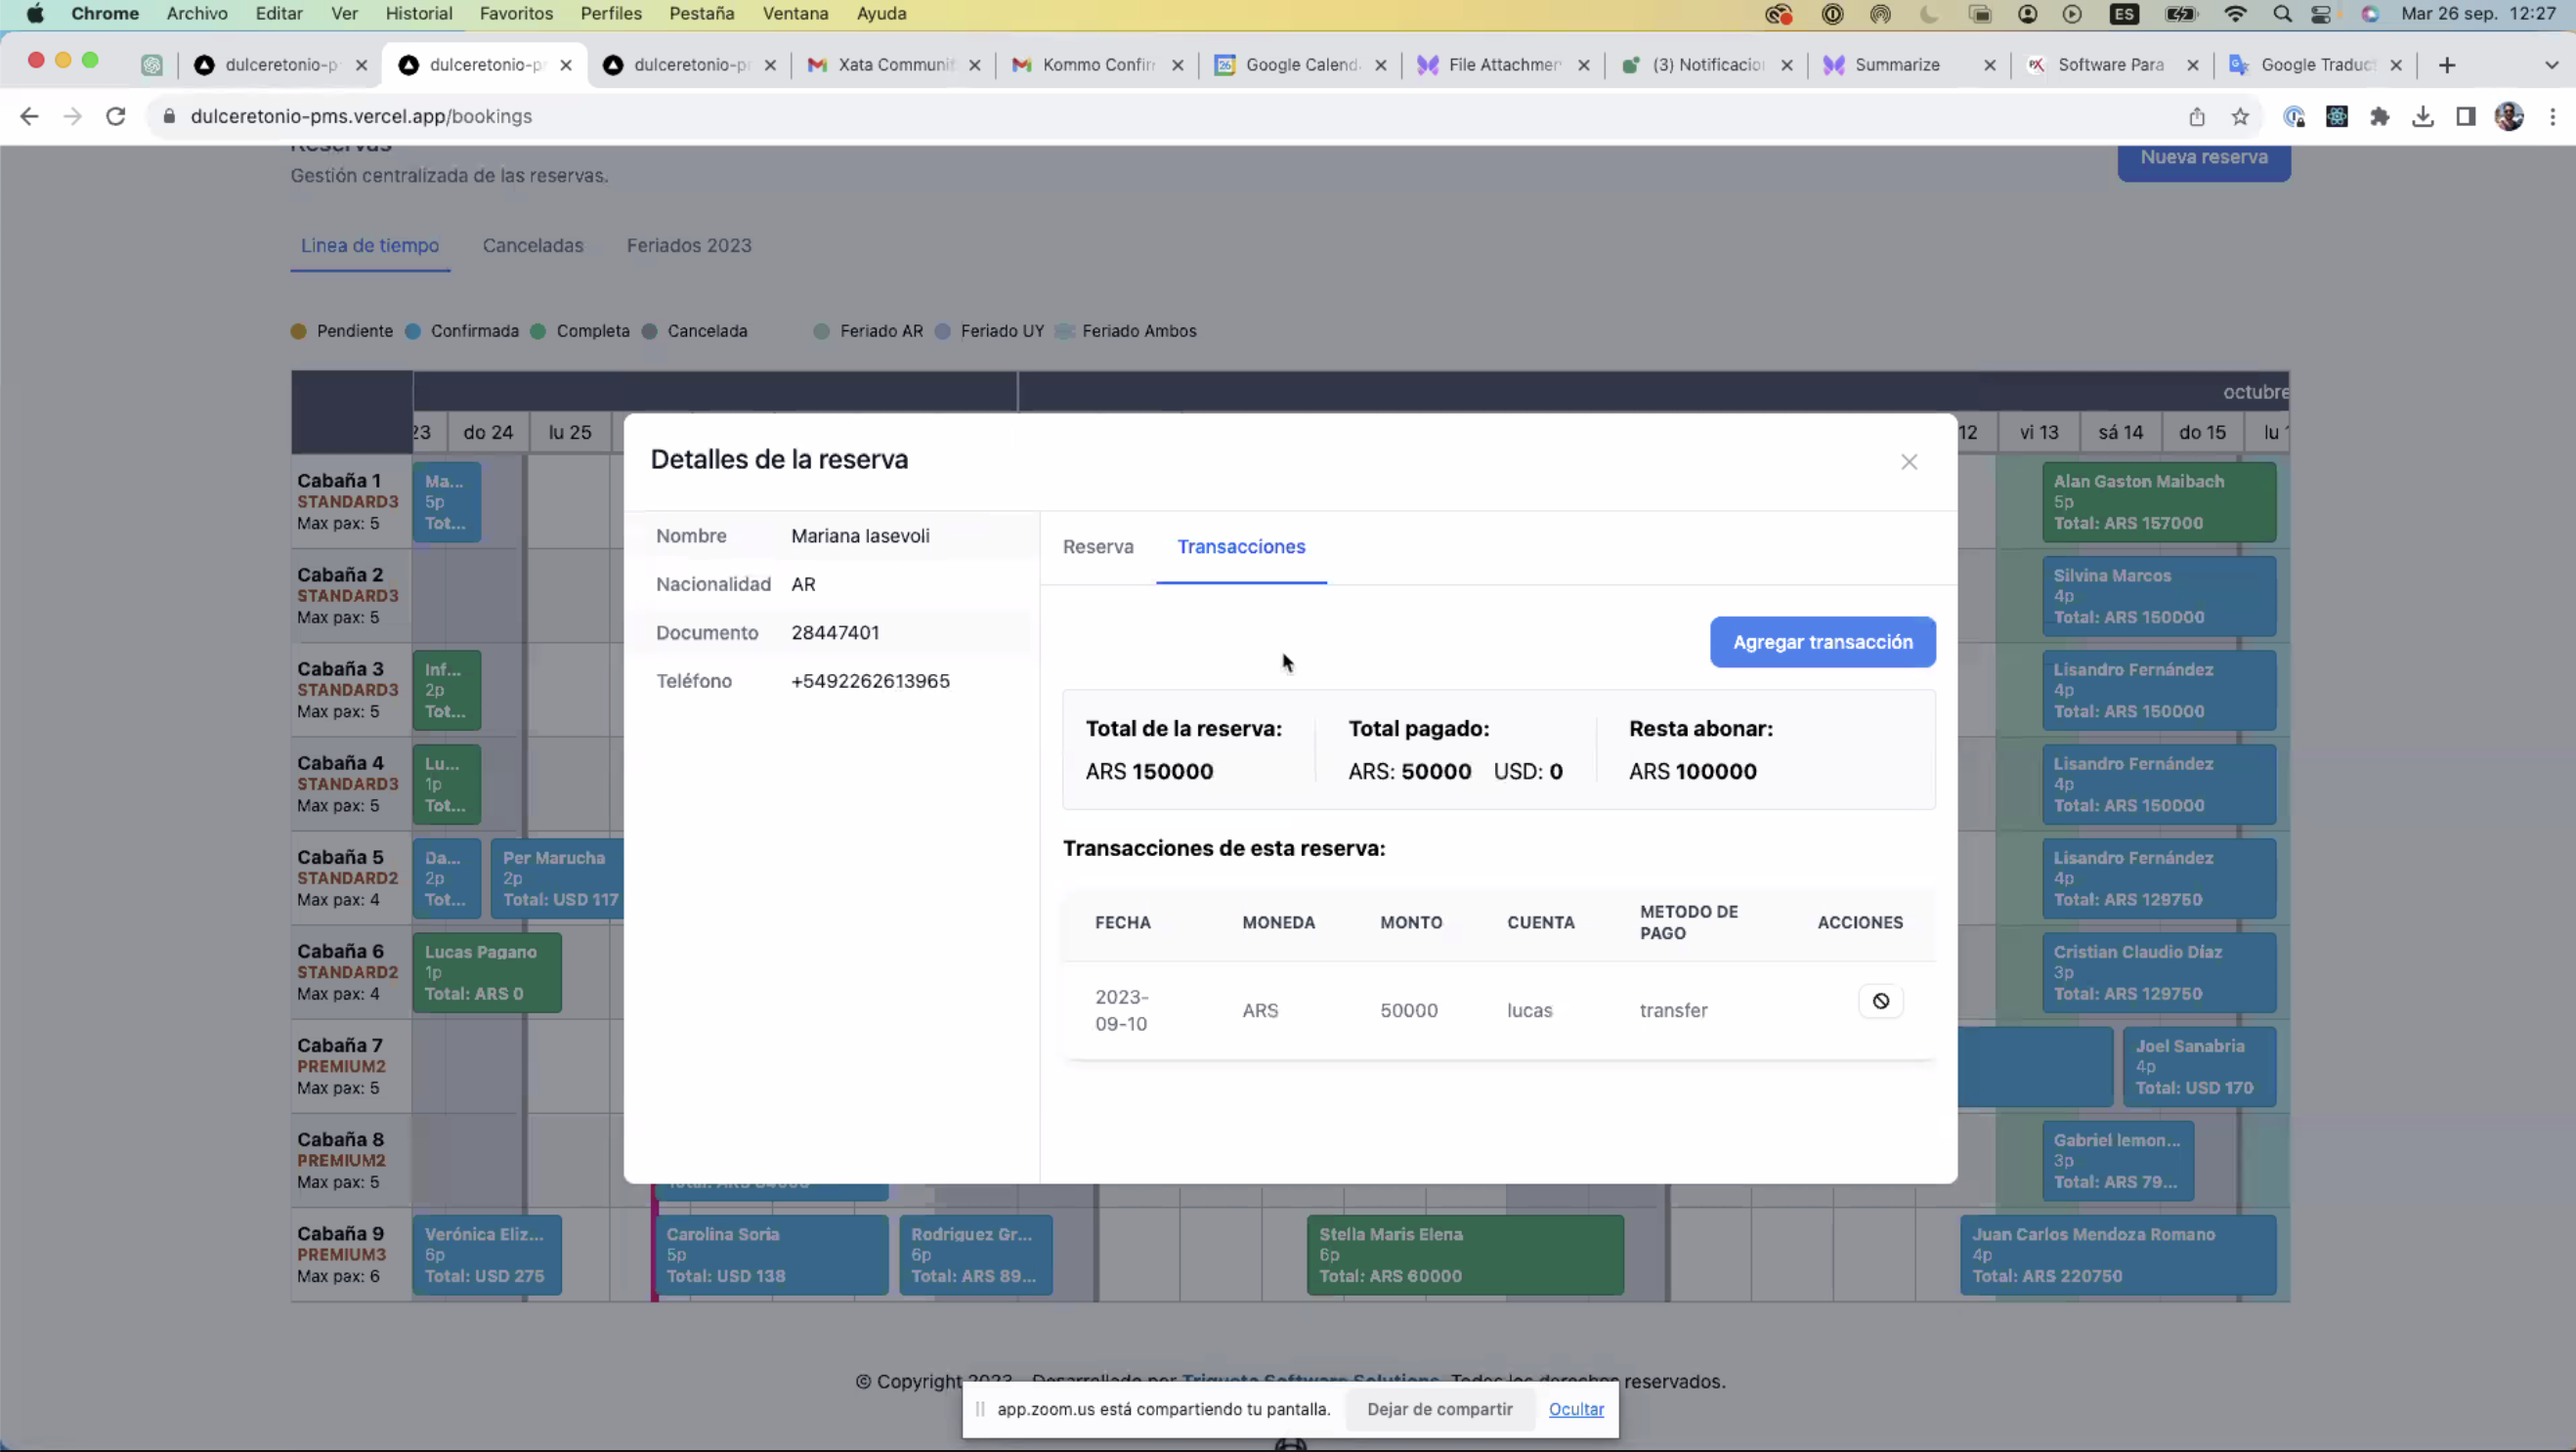 Chrome Archivo Editar Ver Historial Favoritos Perfiles Pestaña Ventana Ayuda ES Mar 26 sep. 12:27
dulceretonio-p dulceretonio-p dulceretonio-p Xata Communi Kommo Confir Google Calend 26 File Attachmer (3) Notificacio Summarize Software Para Google Traduc
dulceretonio-pms.vercel.app/bookings
Reservas
Gestión centralizada de las reservas.
Nueva reserva
Linea de tiempo Canceladas Feriados 2023
Pendiente Confirmada Completa Cancelada Feriado AR Feriado UY Feriado Ambos
octubre
23 do 24 lu 25 12 vi 13 sá 14 do 15 lu
Cabaña 1
STANDARD3
Max pax: 5
Ma...
5p
Tot...
Alan Gaston Maibach
5p
Total: ARS 157000
Cabaña 2
STANDARD3
Max pax: 5
Silvina Marcos
4p
Total: ARS 150000
Cabaña 3
STANDARD3
Max pax: 5
Inf...
2p
Tot...
Lisandro Fernández
4p
Total: ARS 150000
Cabaña 4
STANDARD3
Max pax: 5
Lu...
1p
Tot...
Lisandro Fernández
4p
Total: ARS 150000
Cabaña 5
STANDARD2
Max pax: 4
Da...
2p
Tot...
Per Marucha
2p
Total: USD 117
Lisandro Fernández
4p
Total: ARS 129750
Cabaña 6
STANDARD2
Max pax: 4
Lucas Pagano
1p
Total: ARS 0
Cristian Claudio Díaz
3p
Total: ARS 129750
Cabaña 7
PREMIUM2
Max pax: 5
Joel Sanabria
4p
Total: USD 170
Cabaña 8
PREMIUM2
Max pax: 5
Gabriel lemon...
3p
Total: ARS 79...
Cabaña 9
PREMIUM3
Max pax: 6
Verónica Eliz...
6p
Total: USD 275
Carolina Soria
5p
Total: USD 138
Rodriguez Gr...
6p
Total: ARS 89...
Stella Maris Elena
6p
Total: ARS 60000
Juan Carlos Mendoza Romano
4p
Total: ARS 220750
Detalles de la reserva
Nombre Mariana Iasevoli
Nacionalidad AR
Documento 28447401
Teléfono +5492262613965
Reserva Transacciones
Agregar transacción
Total de la reserva: Total pagado: Resta abonar:
ARS 150000 ARS: 50000 USD: 0 ARS 100000
Transacciones de esta reserva:
FECHA MONEDA MONTO CUENTA METODO DE PAGO ACCIONES
2023-09-10 ARS 50000 lucas transfer
© Copyright 2023 Desarrollado por Triqueta Software Solutions. Todos los derechos reservados.
app.zoom.us está compartiendo tu pantalla. Dejar de compartir Ocultar